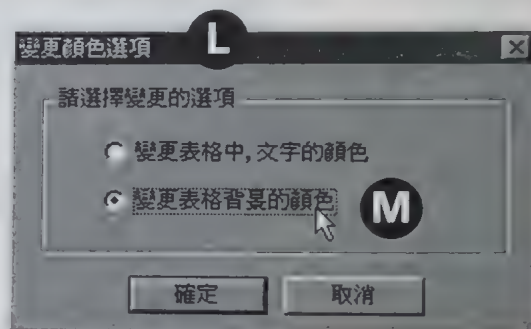 變更顏色選項
L
請選擇變更的選項
變更表格中,文字的顏色
變更表格背景的顏色
M
確定
取消